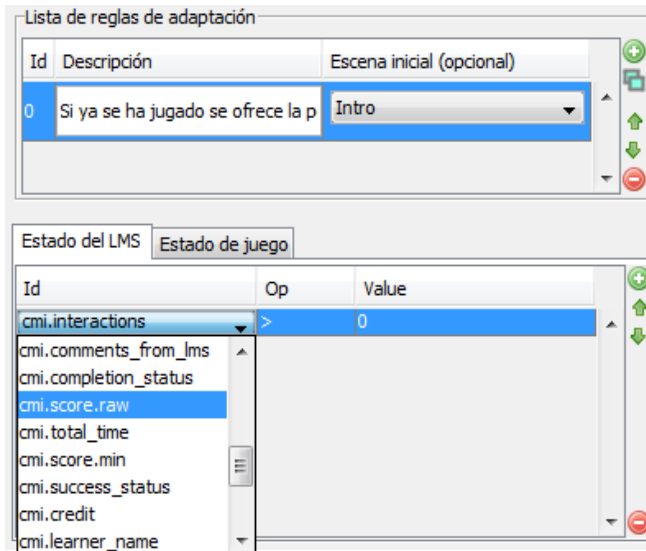 Lista de reglas de adaptación
Id Descripción Escena inicial (opcional)
0 Si ya se ha jugado se ofrece la p Intro
Estado del LMS Estado de juego
Id Op Value
cmi.interactions > 0
cmi.comments_from_lms
cmi.completion_status
cmi.score.raw
cmi.total_time
cmi.score.min
cmi.success_status
cmi.credit
cmi.learner_name